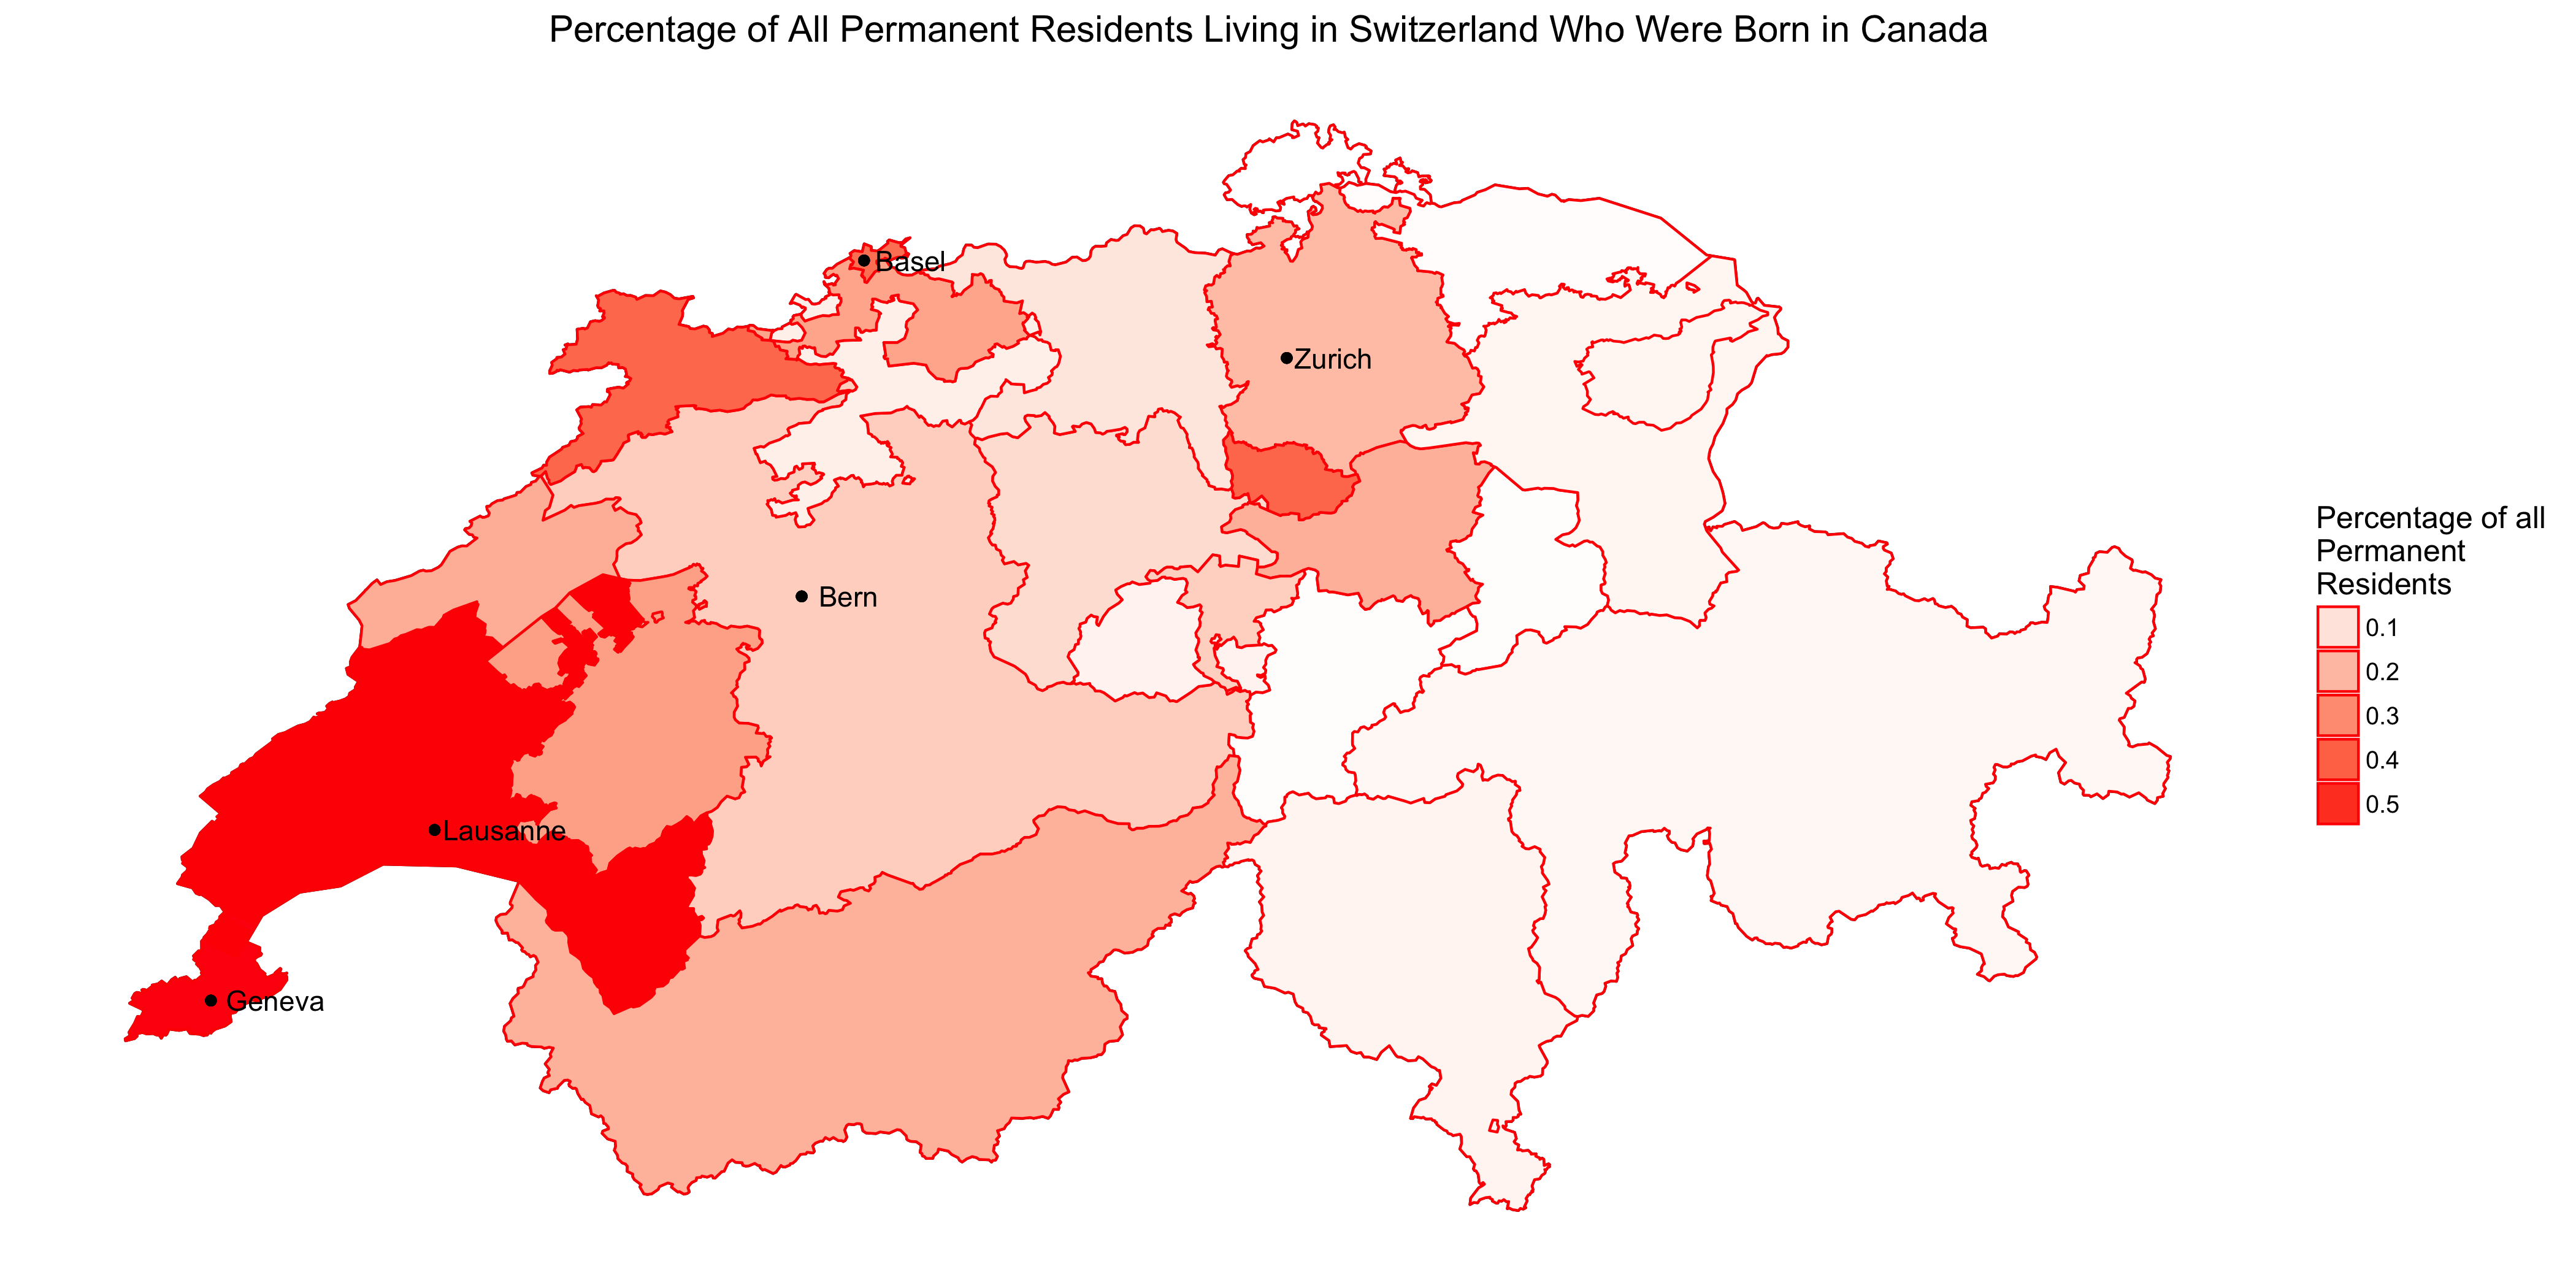 Percentage of All Permanent Residents Living in Switzerland Who Were Born in Canada
Basel
Zurich
Percentage of all
Permanent
Residents
Bern
0.1
0.2
0.3
0.4
0.5
Lausanne
Geneva